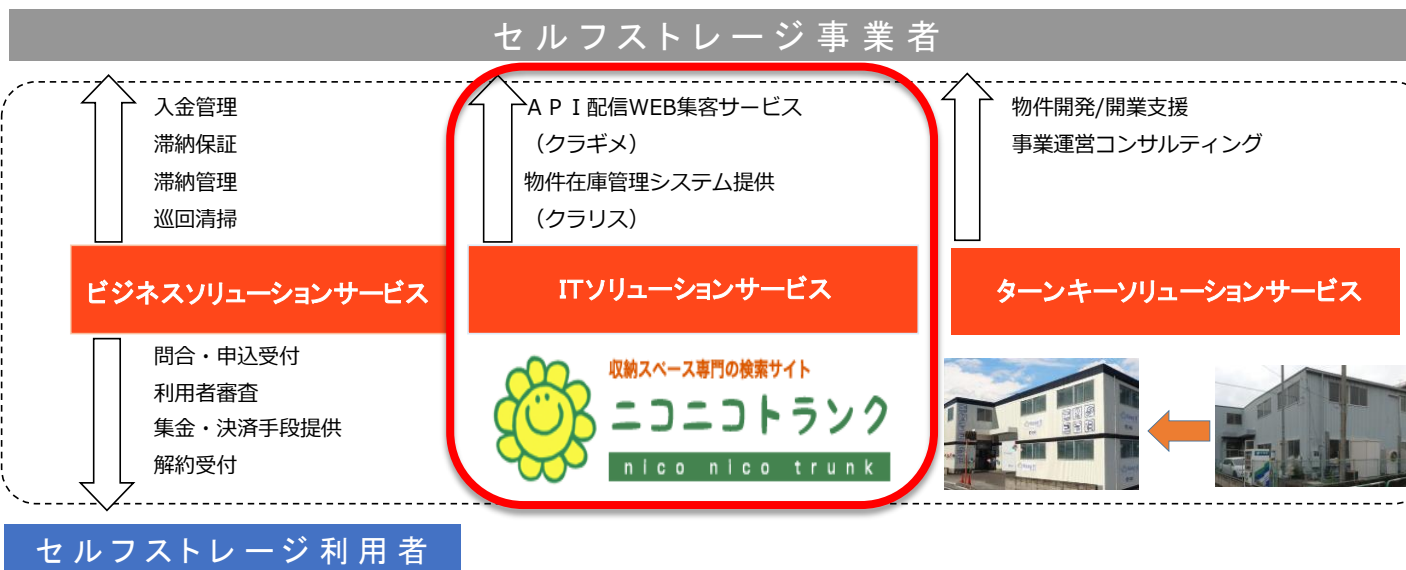 セルフストレージ事業者
入金管理
滞納保証
滞納管理
巡回清掃
ＡＰＩ配信WEB集客サービス
（クラギメ）
物件在庫管理システム提供
（クラリス）
物件開発/開業支援
事業運営コンサルティング
ビジネスソリューションサービス
ITソリューションサービス
ターンキーソリューションサービス
問合・申込受付
利用者審査
集金・決済手段提供
解約受付
収納スペース専門の検索サイト
ニコニコトランク
nico nico trunk
セルフストレージ利用者